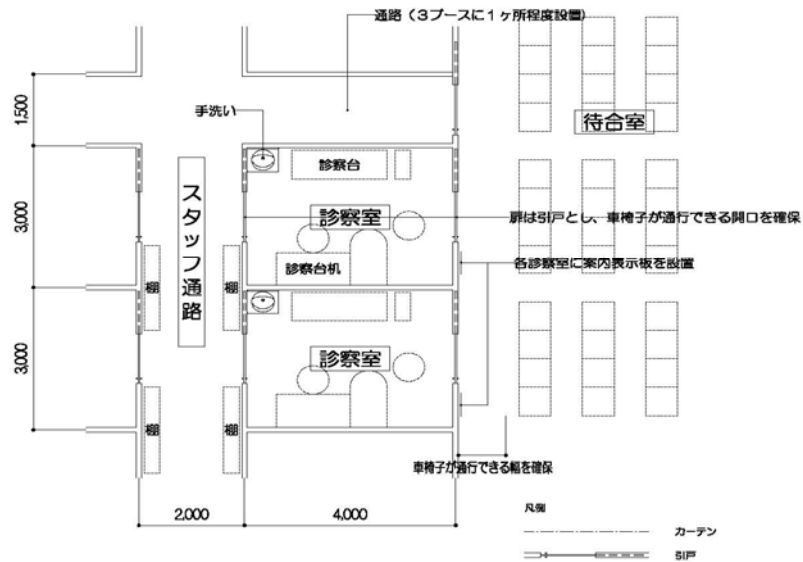 通路（３ブースに１ヶ所程度設置）
1,500
手洗い
待合室
診察台
スタッフ通路
3,000
診察室
扉は引戸とし、車椅子が通行できる開口を確保
診察台机
各診察室に案内表示板を設置
棚
棚
3,000
診察室
棚
棚
車椅子が通行できる幅を確保
2,000
4,000
凡例
カーテン
引戸